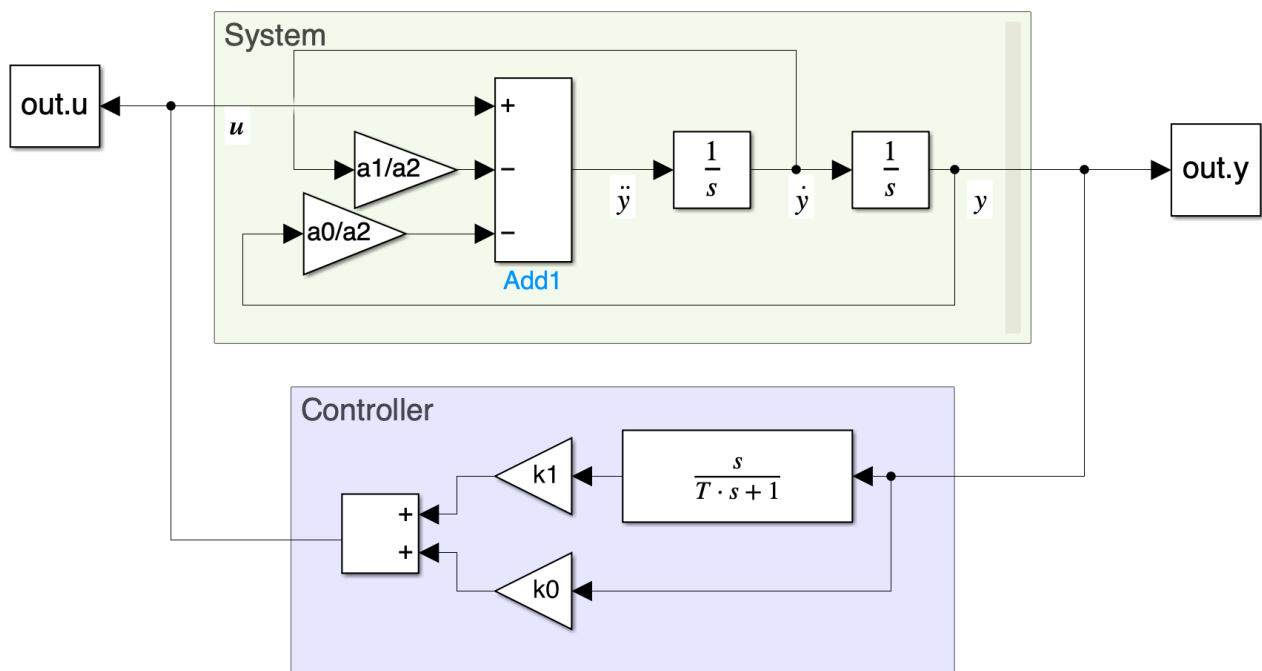 System
out.u
u
+
a1/a2
−
a0/a2
−
Add1
ÿ
1
s
ẏ
1
s
y
out.y
Controller
k1
s
T · s + 1
+
+
k0